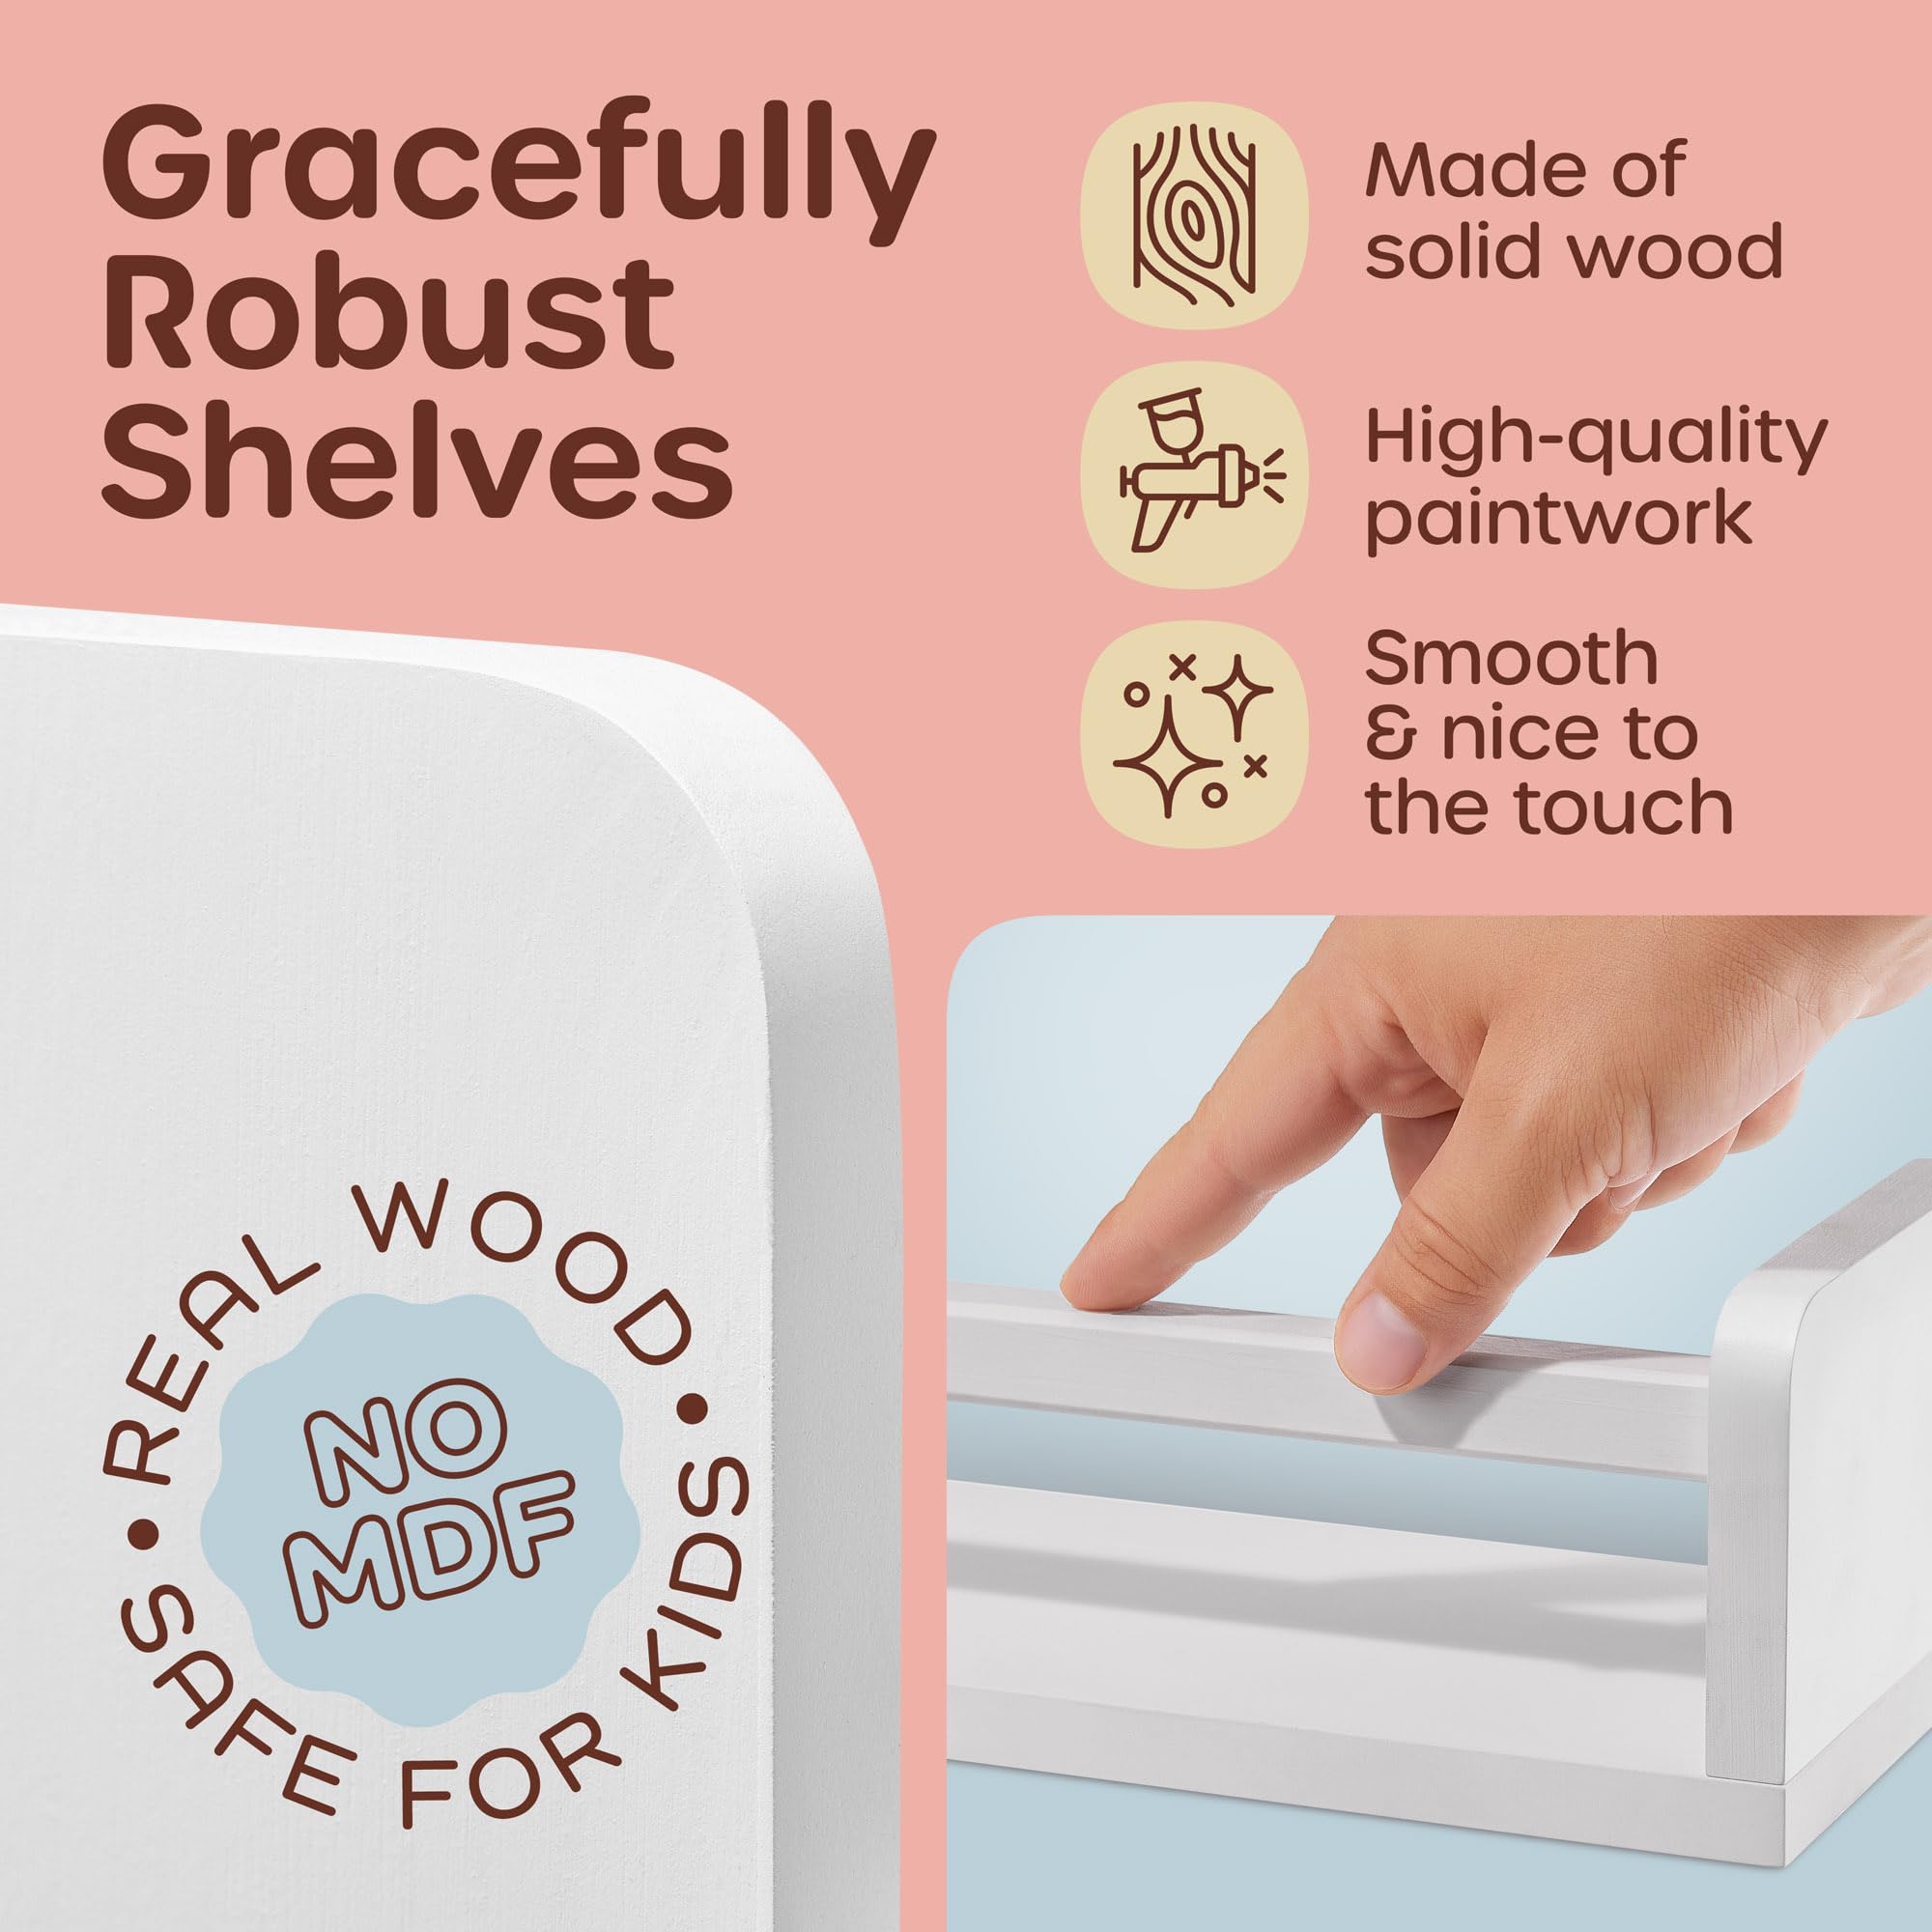 Gracefully
Robust
Shelves
Made of
solid wood
High-quality
paintwork
Smooth
& nice to
the touch
• REAL WOOD • SAFE FOR KIDS
NO
MDF